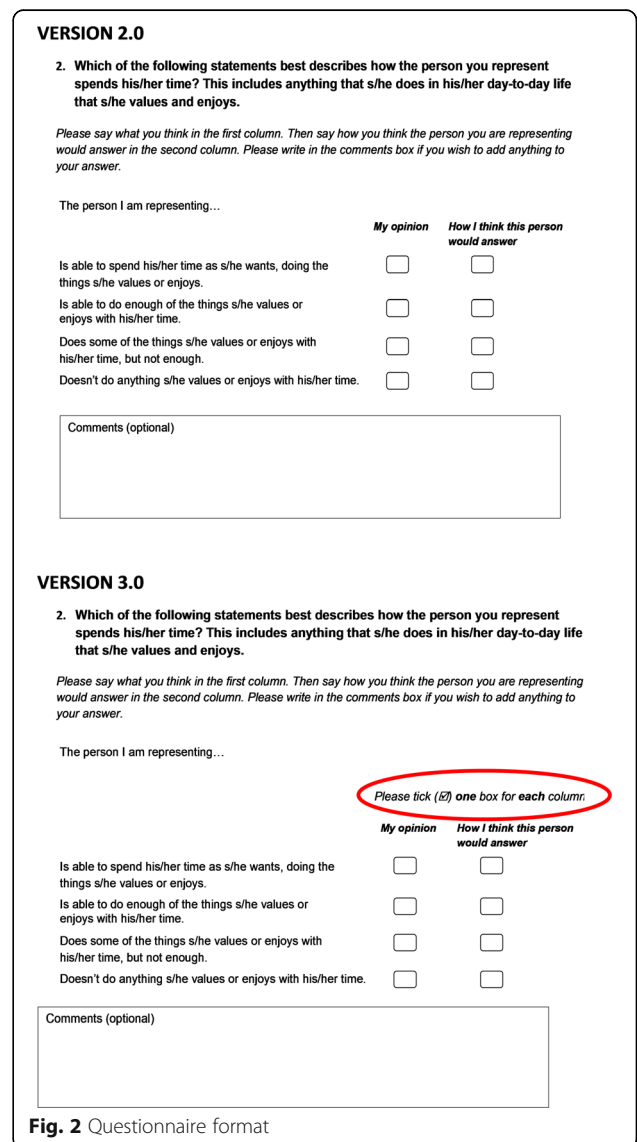 VERSION 2.0
2. Which of the following statements best describes how the person you represent
spends his/her time? This includes anything that s/he does in his/her day-to-day life
that s/he values and enjoys.
Please say what you think in the first column. Then say how you think the person you are representing
would answer in the second column. Please write in the comments box if you wish to add anything to
your answer.
The person I am representing…
My opinion How I think this person
would answer
Is able to spend his/her time as s/he wants, doing the
things s/he values or enjoys.
Is able to do enough of the things s/he values or
enjoys with his/her time.
Does some of the things s/he values or enjoys with
his/her time, but not enough.
Doesn't do anything s/he values or enjoys with his/her time.
Comments (optional)
VERSION 3.0
2. Which of the following statements best describes how the person you represent
spends his/her time? This includes anything that s/he does in his/her day-to-day life
that s/he values and enjoys.
Please say what you think in the first column. Then say how you think the person you are representing
would answer in the second column. Please write in the comments box if you wish to add anything to
your answer.
The person I am representing…
Please tick (☑) one box for each column
My opinion How I think this person
would answer
Is able to spend his/her time as s/he wants, doing the
things s/he values or enjoys.
Is able to do enough of the things s/he values or
enjoys with his/her time.
Does some of the things s/he values or enjoys with
his/her time, but not enough.
Doesn't do anything s/he values or enjoys with his/her time.
Comments (optional)
Fig. 2 Questionnaire format